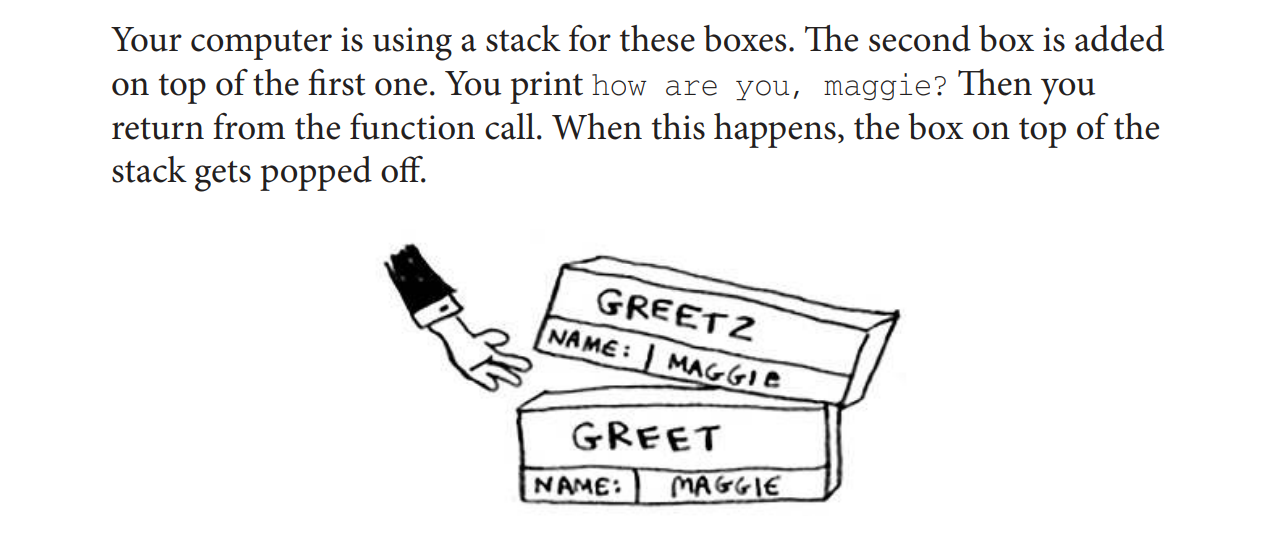 Your computer is using a stack for these boxes. The second box is added
on top of the first one. You print how are you, maggie? Then you
return from the function call. When this happens, the box on top of the
stack gets popped off.
GREET2
NAME: MAGGIE
GREET
NAME: MAGGIE